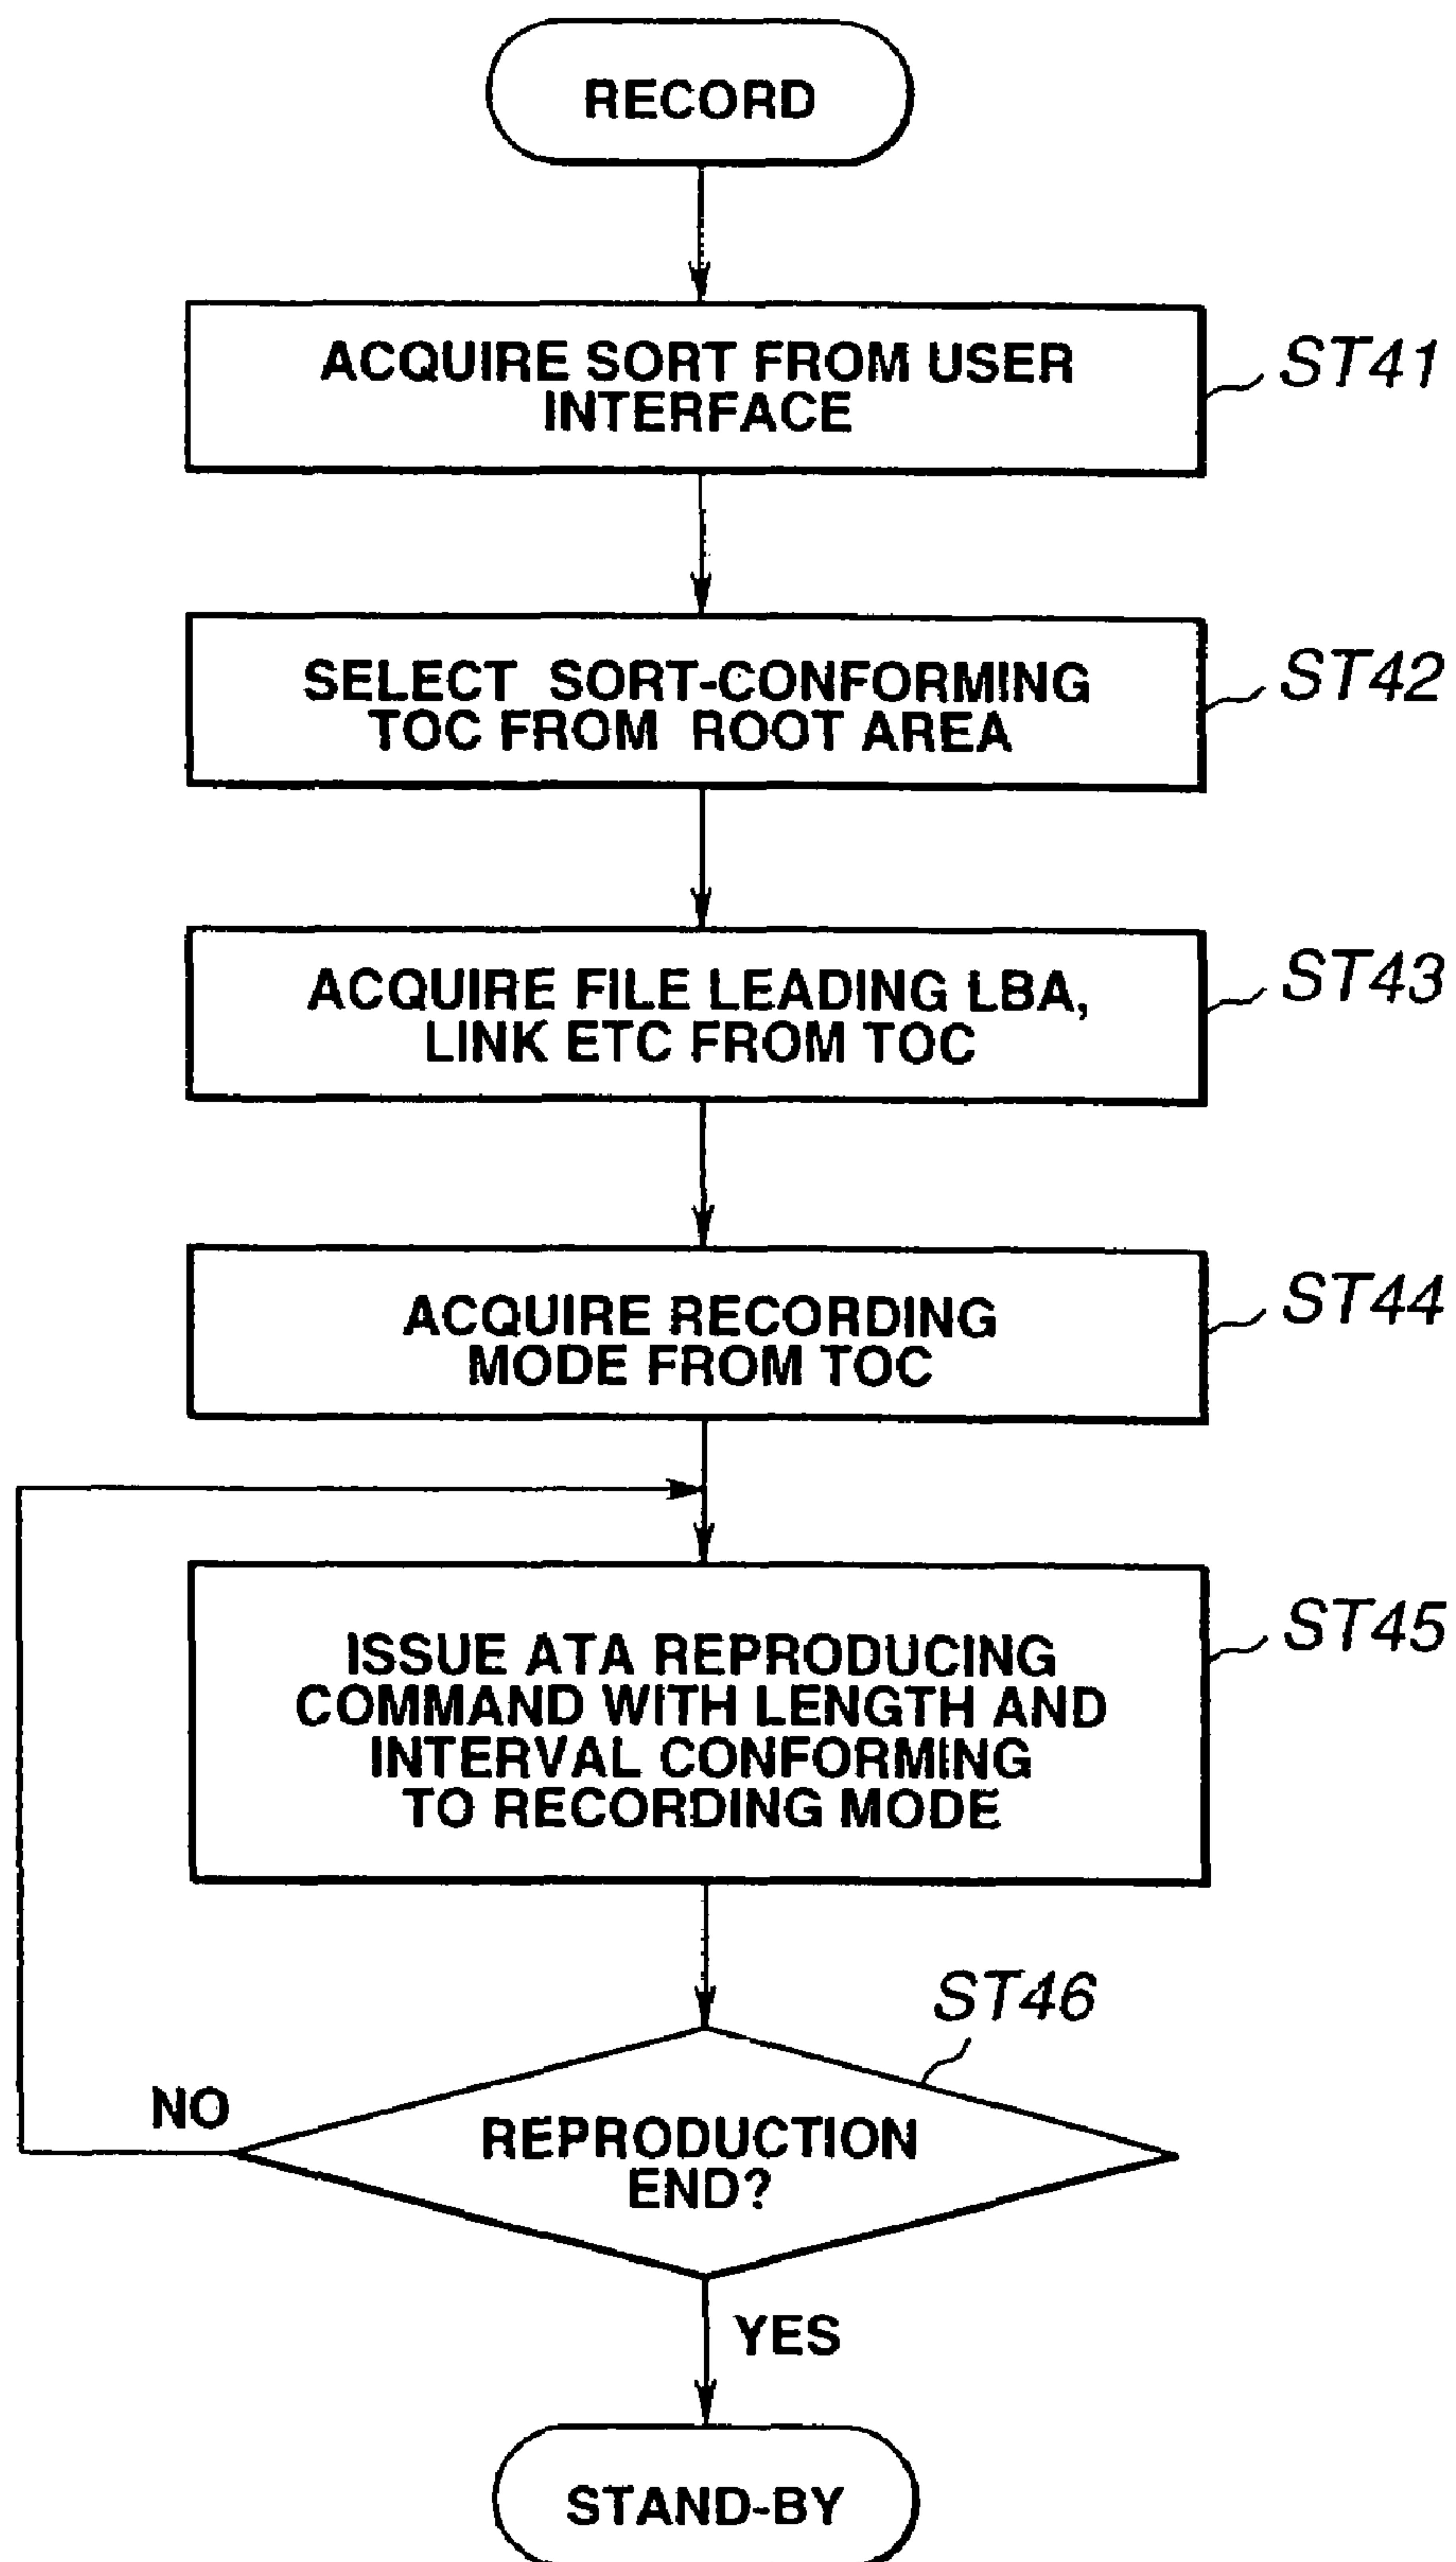 RECORD
ACQUIRE SORT FROM USER
INTERFACE
ST41
SELECT SORT-CONFORMING
TOC FROM ROOT AREA
ST42
ACQUIRE FILE LEADING LBA,
LINK ETC FROM TOC
ST43
ACQUIRE RECORDING
MODE FROM TOC
ST44
ISSUE ATA REPRODUCING
COMMAND WITH LENGTH AND
INTERVAL CONFORMING
TO RECORDING MODE
ST45
ST46
NO
REPRODUCTION
END?
YES
STAND-BY